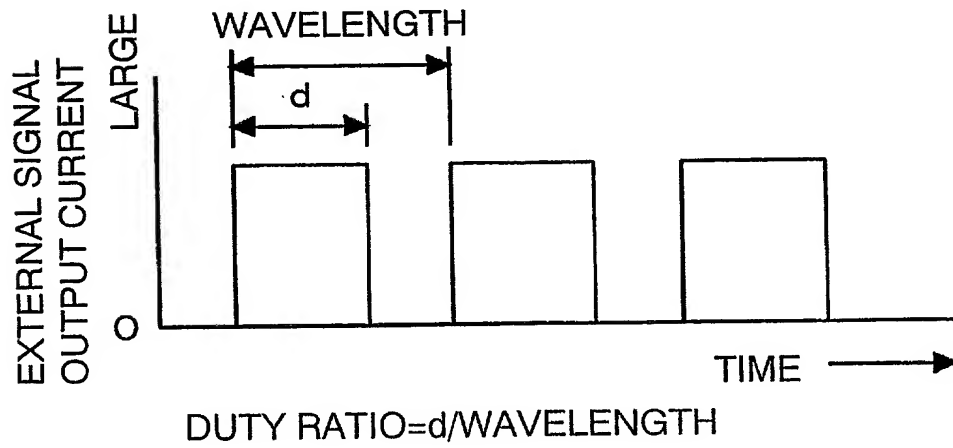 WAVELENGTH
d
EXTERNAL SIGNAL
OUTPUT CURRENT
LARGE
O
TIME
DUTY RATIO=d/WAVELENGTH